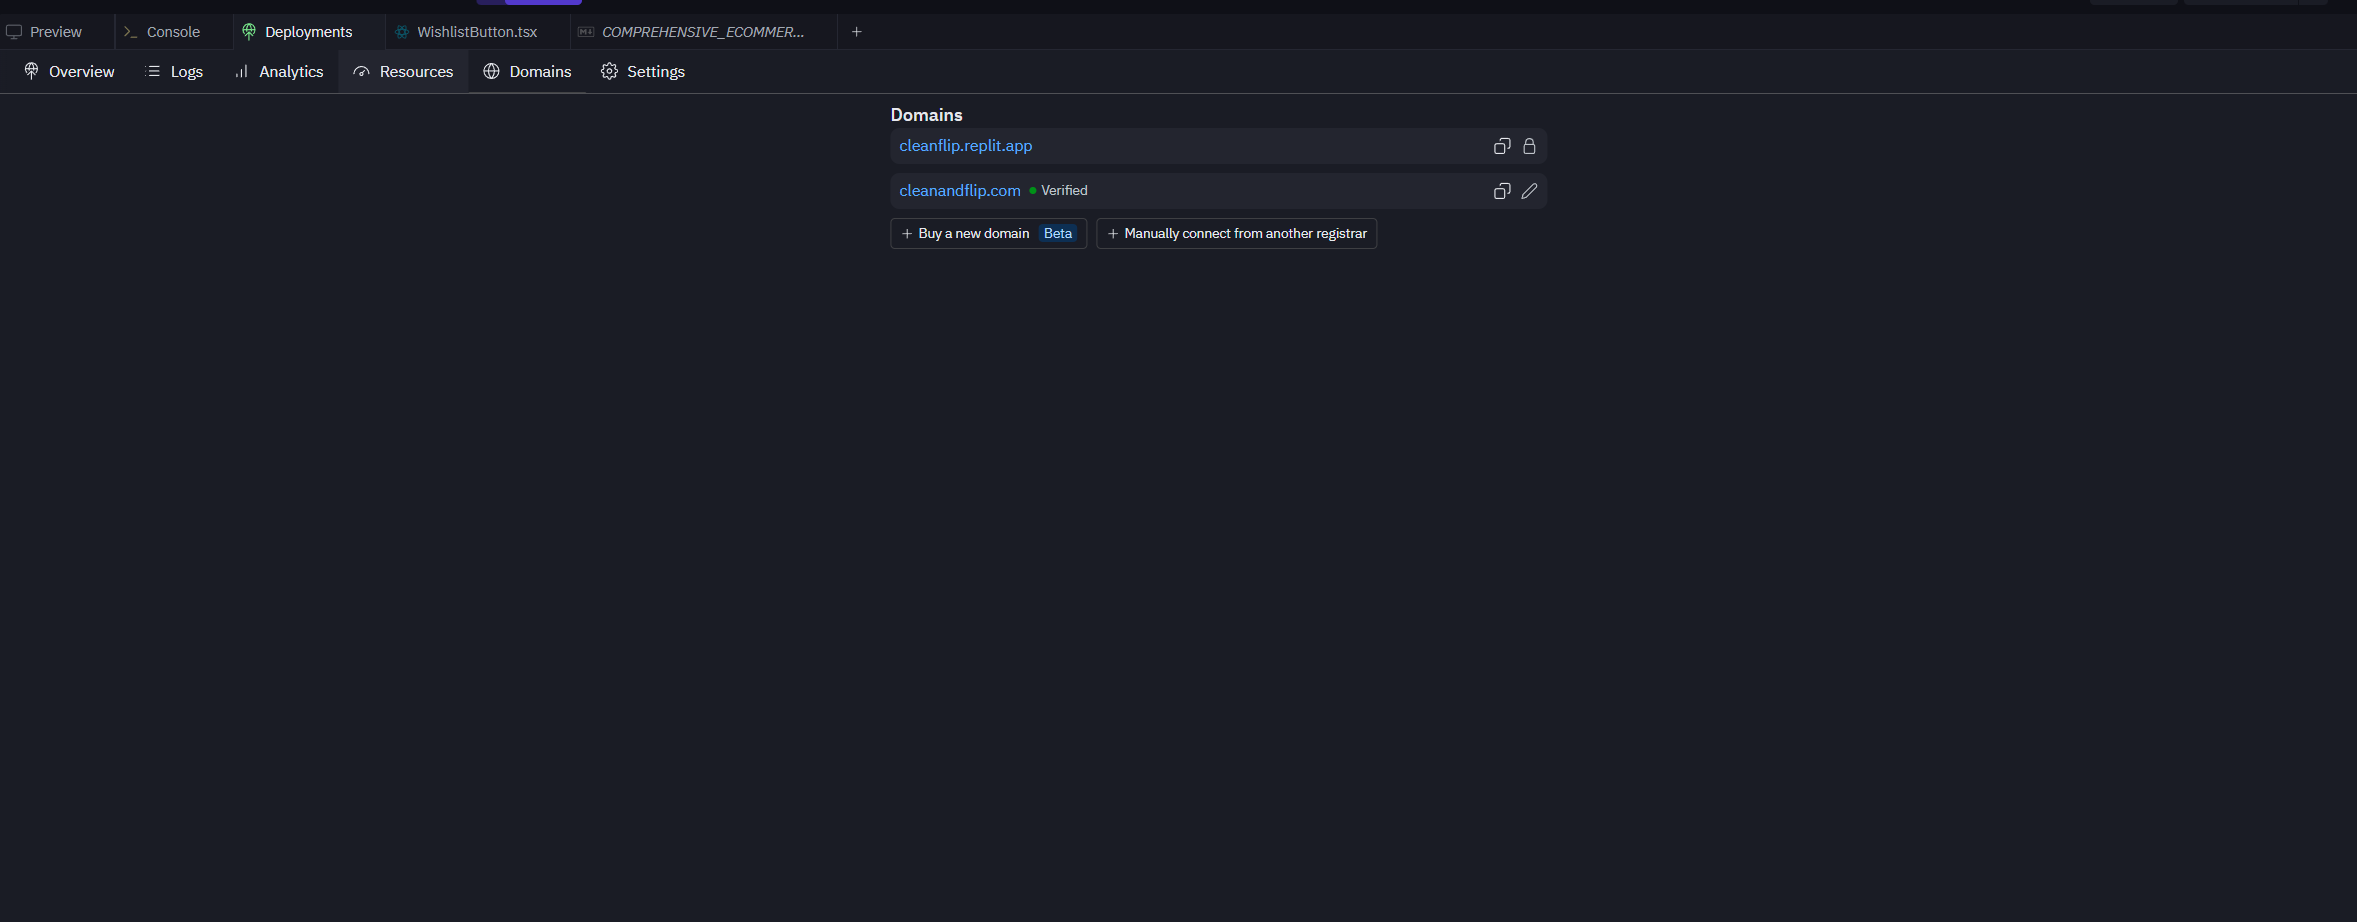 Preview Console Deployments WishlistButton.tsx COMPREHENSIVE_ECOMMER...
Overview Logs Analytics Resources Domains Settings
Domains
cleanflip.replit.app
cleanandflip.com Verified
Buy a new domain Beta Manually connect from another registrar